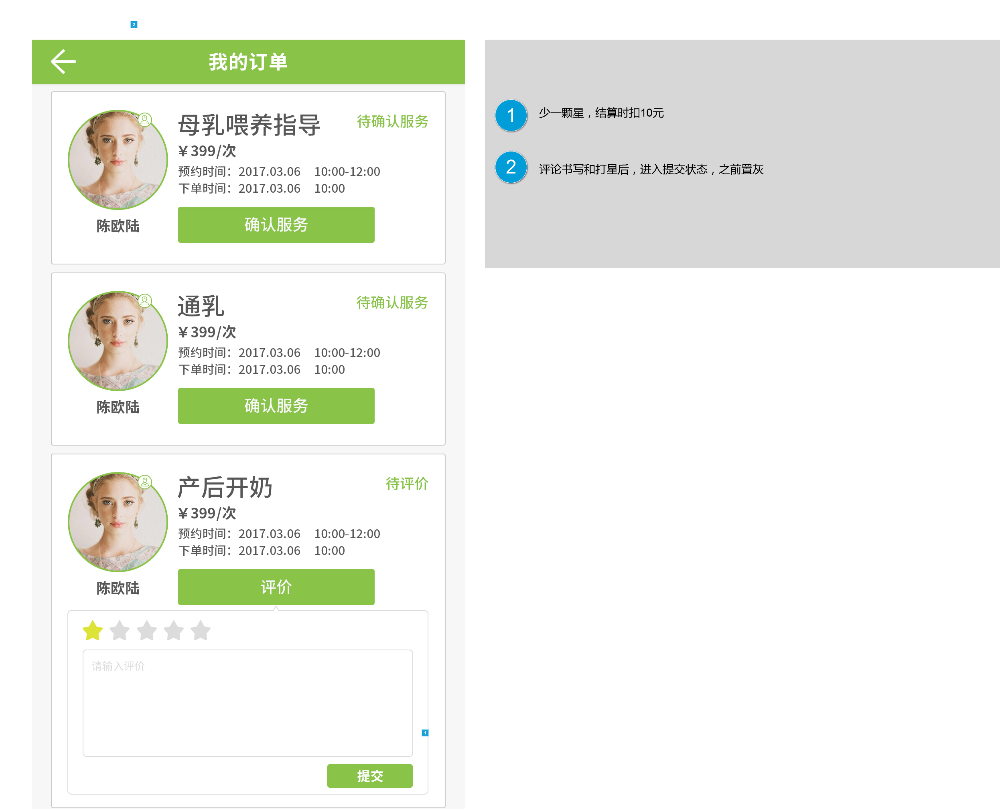 2
我的订单
母乳喂养指导 待确认服务
￥399/次
预约时间：2017.03.06 10:00-12:00
下单时间：2017.03.06 10:00
确认服务
陈欧陆
通乳 待确认服务
￥399/次
预约时间：2017.03.06 10:00-12:00
下单时间：2017.03.06 10:00
确认服务
陈欧陆
产后开奶 待评价
￥399/次
预约时间：2017.03.06 10:00-12:00
下单时间：2017.03.06 10:00
评价
陈欧陆
请输入评价
1
提交
1 少一颗星，结算时扣10元
2 评论书写和打星后，进入提交状态，之前置灰